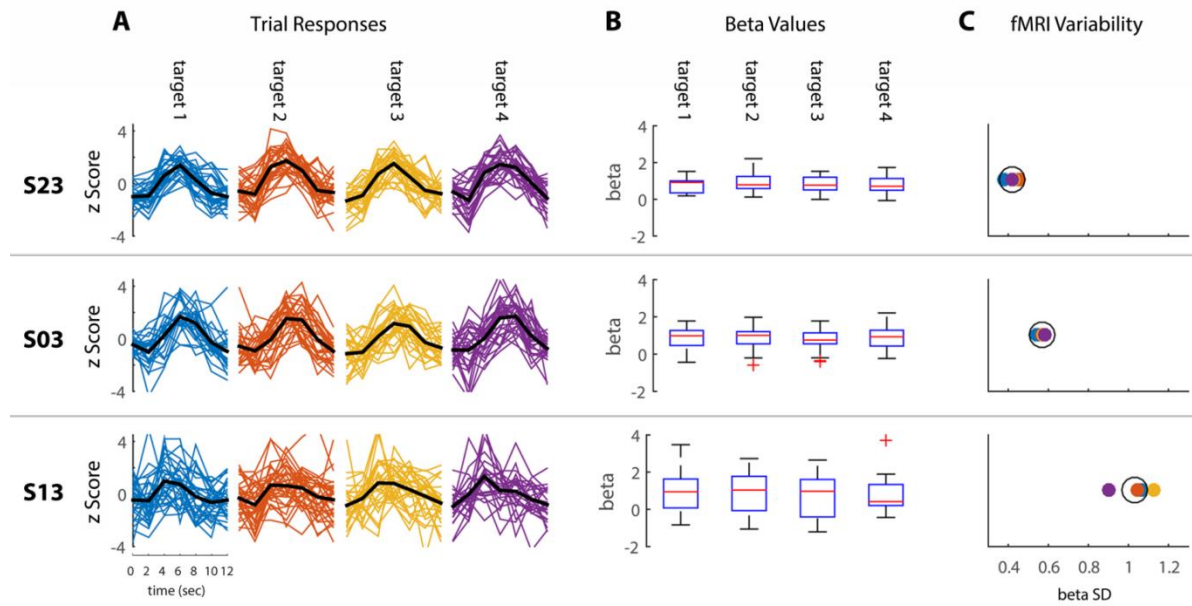 A Trial Responses B Beta Values C fMRI Variability
target 1 target 2 target 3 target 4 target 1 target 2 target 3 target 4
S23 z Score 4 0 -4 beta 4 2 0 -2
S03 z Score 4 0 -4 beta 4 2 0 -2
S13 z Score 4 0 -4 beta 4 2 0 -2
0 2 4 6 8 10 12 0.4 0.6 0.8 1 1.2
time (sec) beta SD